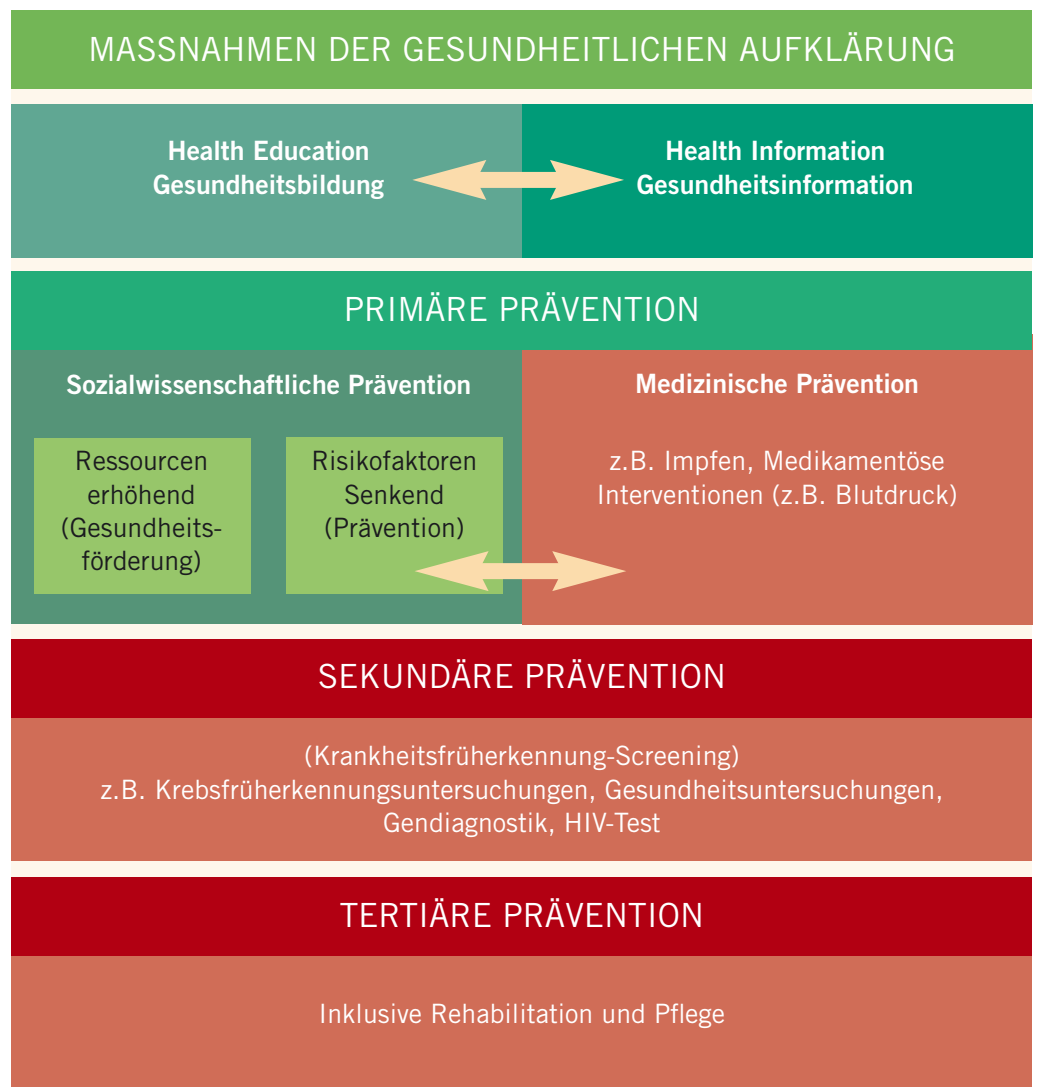 MASSNAHMEN DER GESUNDHEITLICHEN AUFKLÄRUNG
Health Education
Gesundheitsbildung
Health Information
Gesundheitsinformation
PRIMÄRE PRÄVENTION
Sozialwissenschaftliche Prävention
Ressourcen
erhöhend
(Gesundheits-
förderung)
Risikofaktoren
Senkend
(Prävention)
Medizinische Prävention
z.B. Impfen, Medikamentöse
Interventionen (z.B. Blutdruck)
SEKUNDÄRE PRÄVENTION
(Krankheitsfrüherkennung-Screening)
z.B. Krebsfrüherkennungsuntersuchungen, Gesundheitsuntersuchungen,
Gendiagnostik, HIV-Test
TERTIÄRE PRÄVENTION
Inklusive Rehabilitation und Pflege